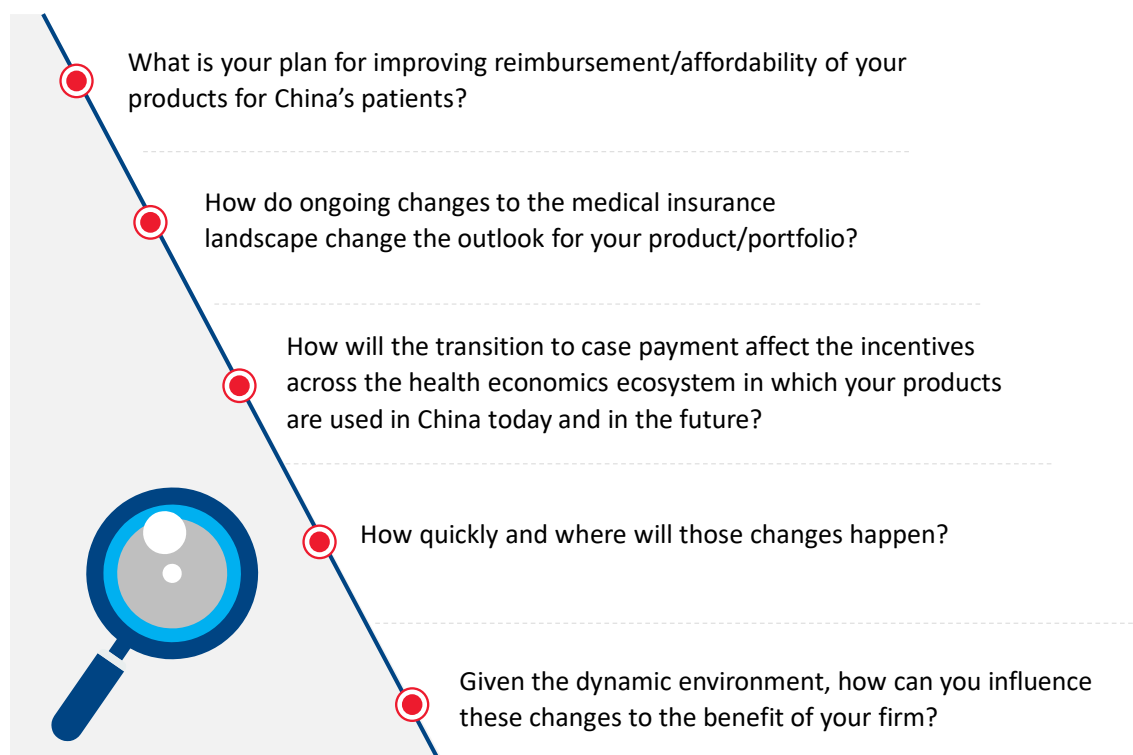 What is your plan for improving reimbursement/affordability of your
products for China’s patients?
How do ongoing changes to the medical insurance
landscape change the outlook for your product/portfolio?
How will the transition to case payment affect the incentives
across the health economics ecosystem in which your products
are used in China today and in the future?
How quickly and where will those changes happen?
Given the dynamic environment, how can you influence
these changes to the benefit of your firm?